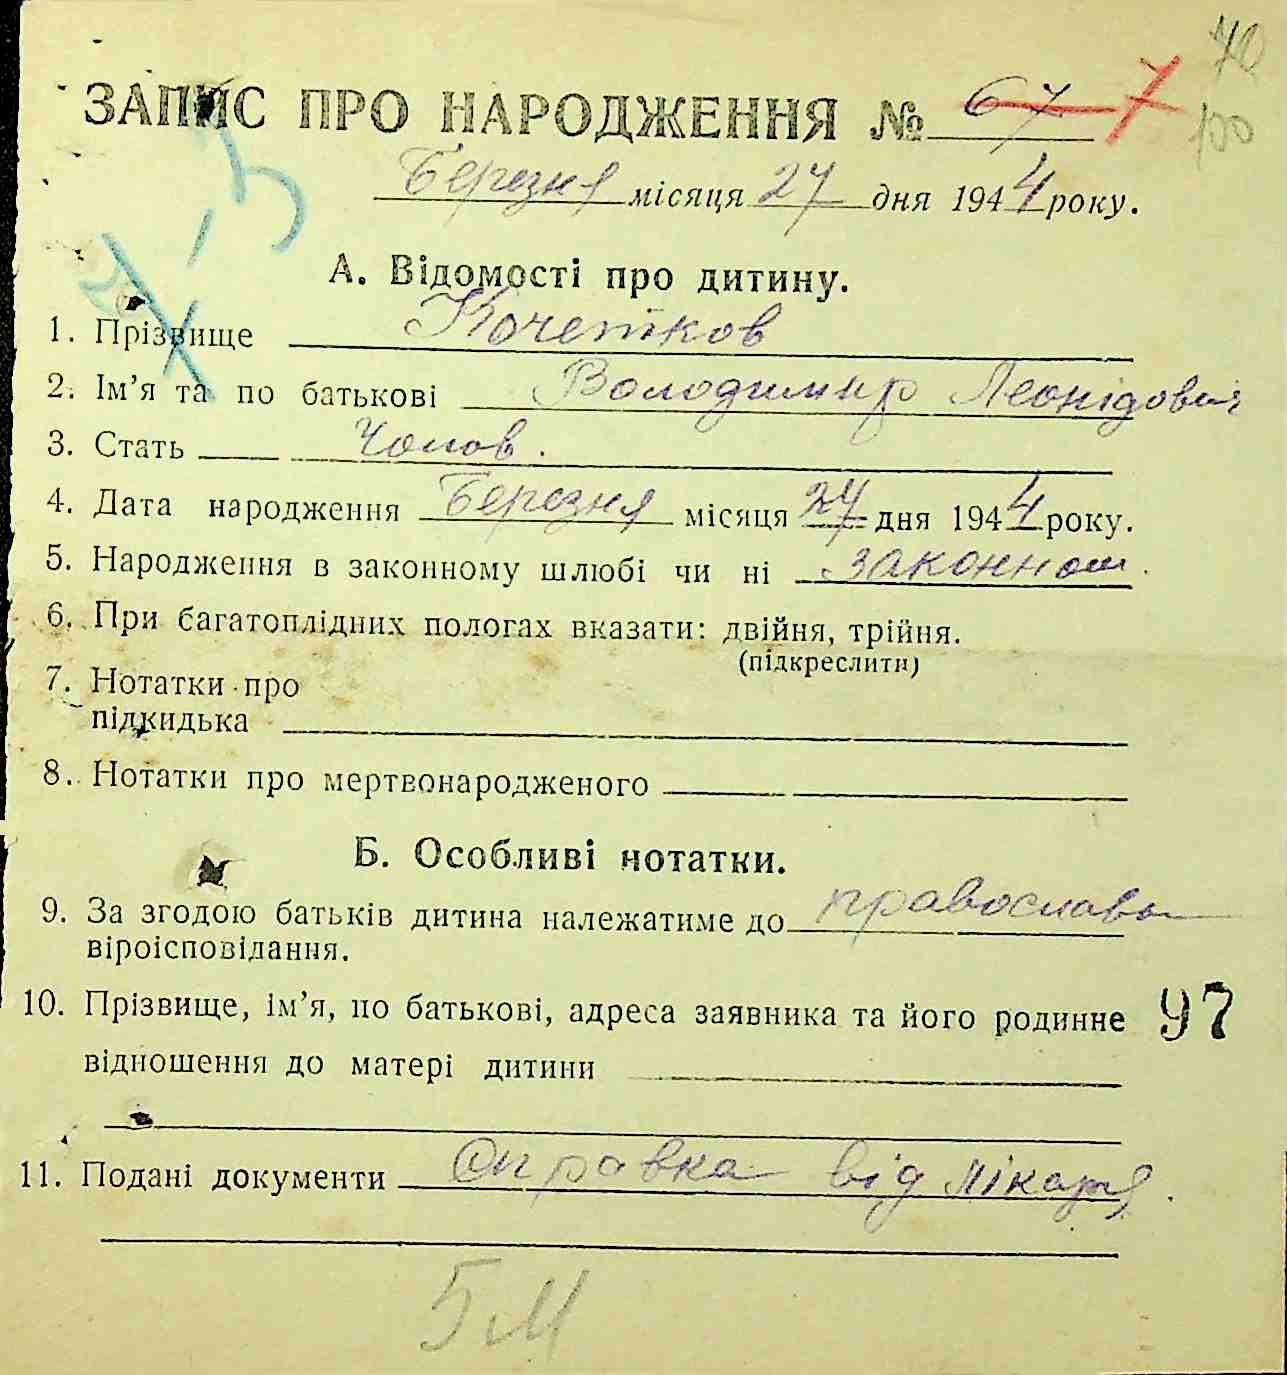 70
ЗАПИС ПРО НАРОДЖЕННЯ № 67 7
100
Березня місяця 27 дня 1944 року.
А. Відомості про дитину.
1. Прізвище Кочетков
2. Ім’я та по батькові Володимир Леонідович
3. Стать Чолов.
4. Дата народження Березня місяця 24 дня 1944 року.
5. Народження в законному шлюбі чи ні законном
6. При багатоплідних пологах вказати: двійня, трійня.
(підкреслити)
7. Нотатки про
підкидька
8. Нотатки про мертвонародженого
Б. Особливі нотатки.
9. За згодою батьків дитина належатиме до православн
віроісповідання.
10. Прізвище, ім’я, по батькові, адреса заявника та його родинне 97
відношення до матері дитини
11. Подані документи Справка від лікаря.
5 М